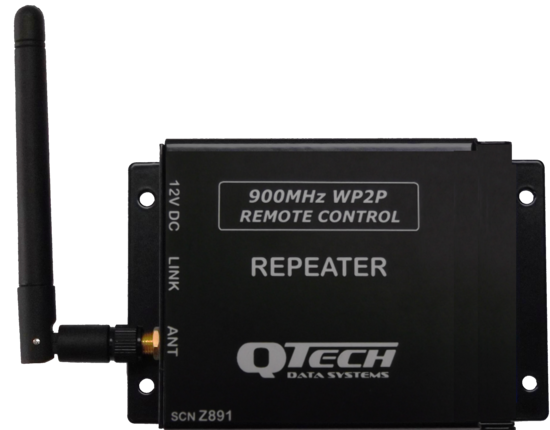 900MHz WP2P
REMOTE CONTROL
REPEATER
12V DC
LINK
ANT
QTECH
DATA SYSTEMS
SCN Z891